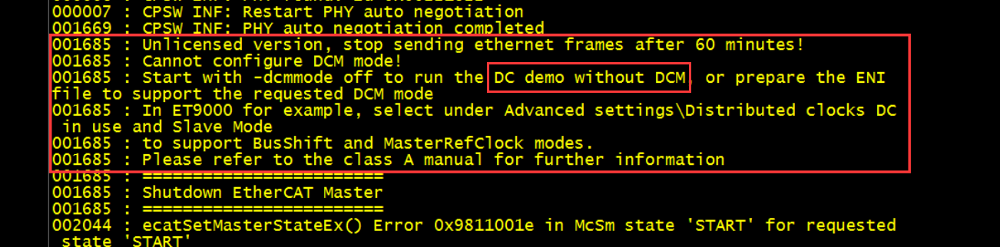 000007 : CPSW INF: Restart PHY auto negotiation
001669 : CPSW INF: PHY auto negotiation completed
001685 : Unlicensed version, stop sending ethernet frames after 60 minutes!
001685 : Cannot configure DCM mode!
001685 : Start with -dcmmode off to run the DC demo without DCM, or prepare the ENI
file to support the requested DCM mode
001685 : In ET9000 for example, select under Advanced settings\Distributed clocks DC
in use and Slave Mode
001685 : to support BusShift and MasterRefClock modes.
001685 : Please refer to the class A manual for further information
001685 : ========================
001685 : Shutdown EtherCAT Master
001685 : ========================
002044 : ecatSetMasterStateEx() Error 0x9811001e in McSm state 'START' for requested
state 'START'